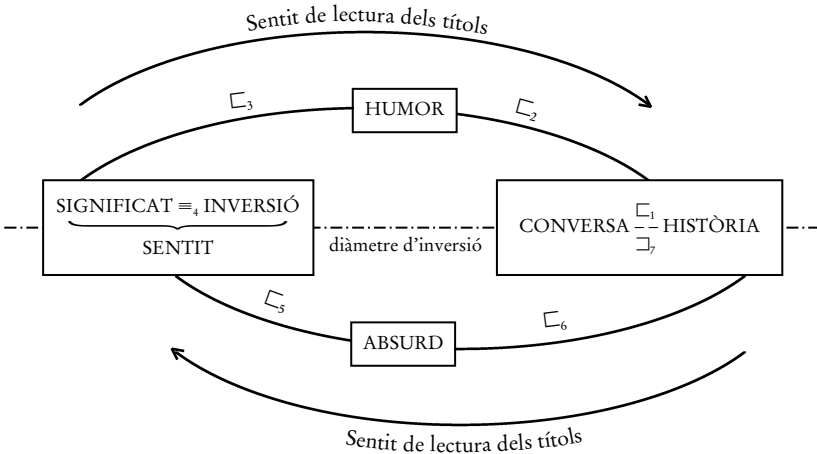 Sentit de lectura dels títols
⊏3
HUMOR
⊏2
SIGNIFICAT ≡4 INVERSIÓ
SENTIT
diàmetre d’inversió
⊏1
CONVERSA -- HISTÒRIA
⊐7
⊏5
ABSURD
⊏6
Sentit de lectura dels títols